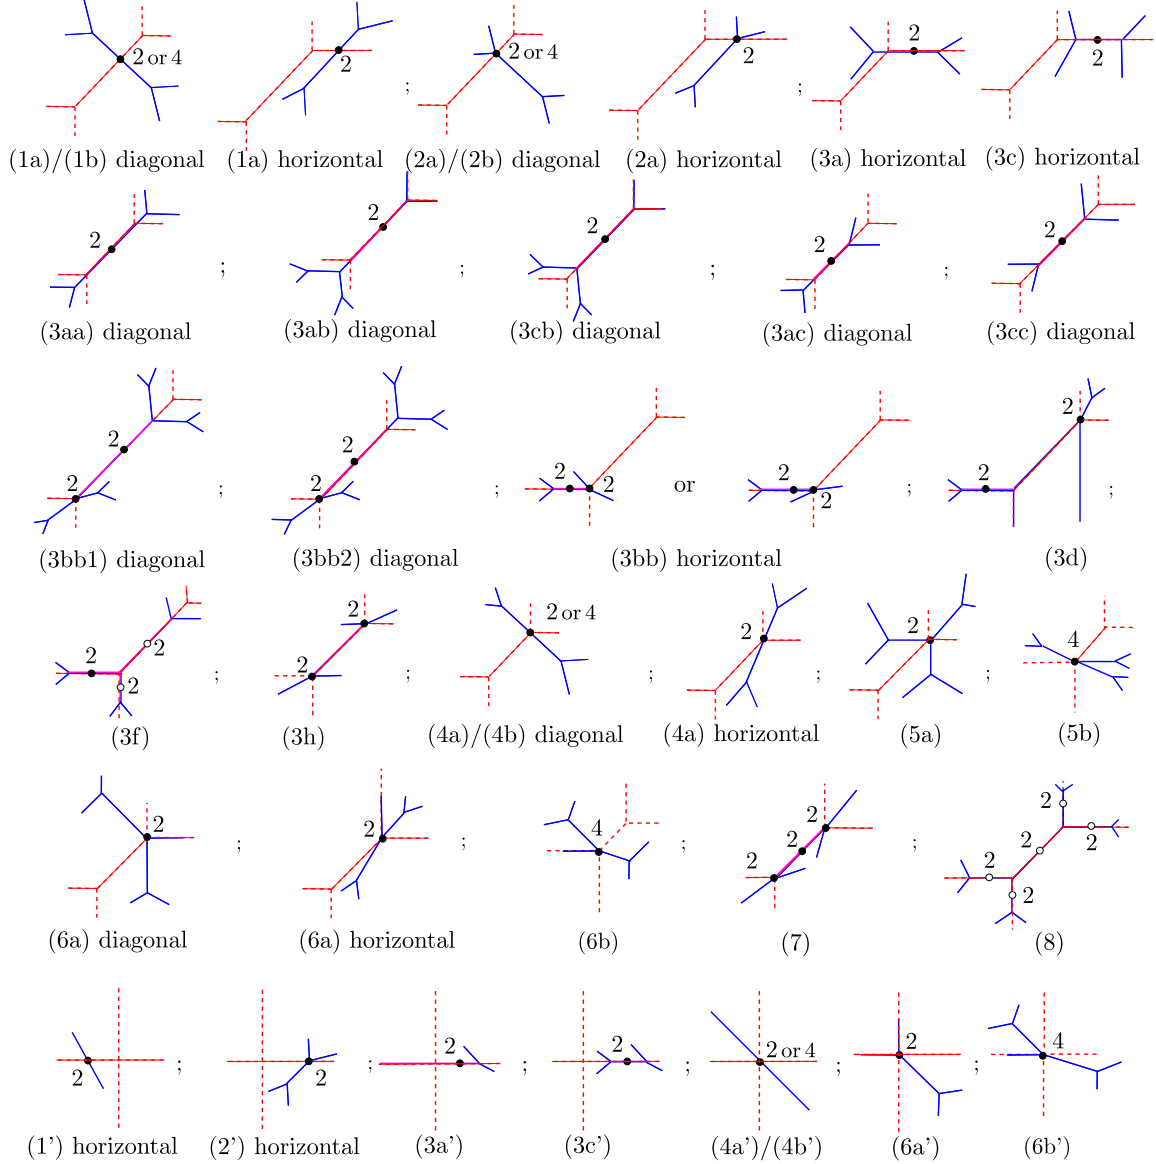 2 or 4 2 ; 2 or 4 2 ; 2 2
(1a)/(1b) diagonal (1a) horizontal (2a)/(2b) diagonal (2a) horizontal (3a) horizontal (3c) horizontal
2 ; 2 ; 2 ; 2 ; 2
(3aa) diagonal (3ab) diagonal (3cb) diagonal (3ac) diagonal (3cc) diagonal
2 2 ; 2 2 ; 2 2 or 2 2 ; 2 2 ;
(3bb1) diagonal (3bb2) diagonal (3bb) horizontal (3d)
2 2 2 ; 2 2 ; 2 or 4 ; 2 ; 2 ; 4
(3f) (3h) (4a)/(4b) diagonal (4a) horizontal (5a) (5b)
2 ; 2 ; 4 ; 2 2 2 ; 2 2 2 2 2
(6a) diagonal (6a) horizontal (6b) (7) (8)
2 ; 2 ; 2 ; 2 ; 2 or 4 ; 2 ; 4
(1') horizontal (2') horizontal (3a') (3c') (4a')/(4b') (6a') (6b')